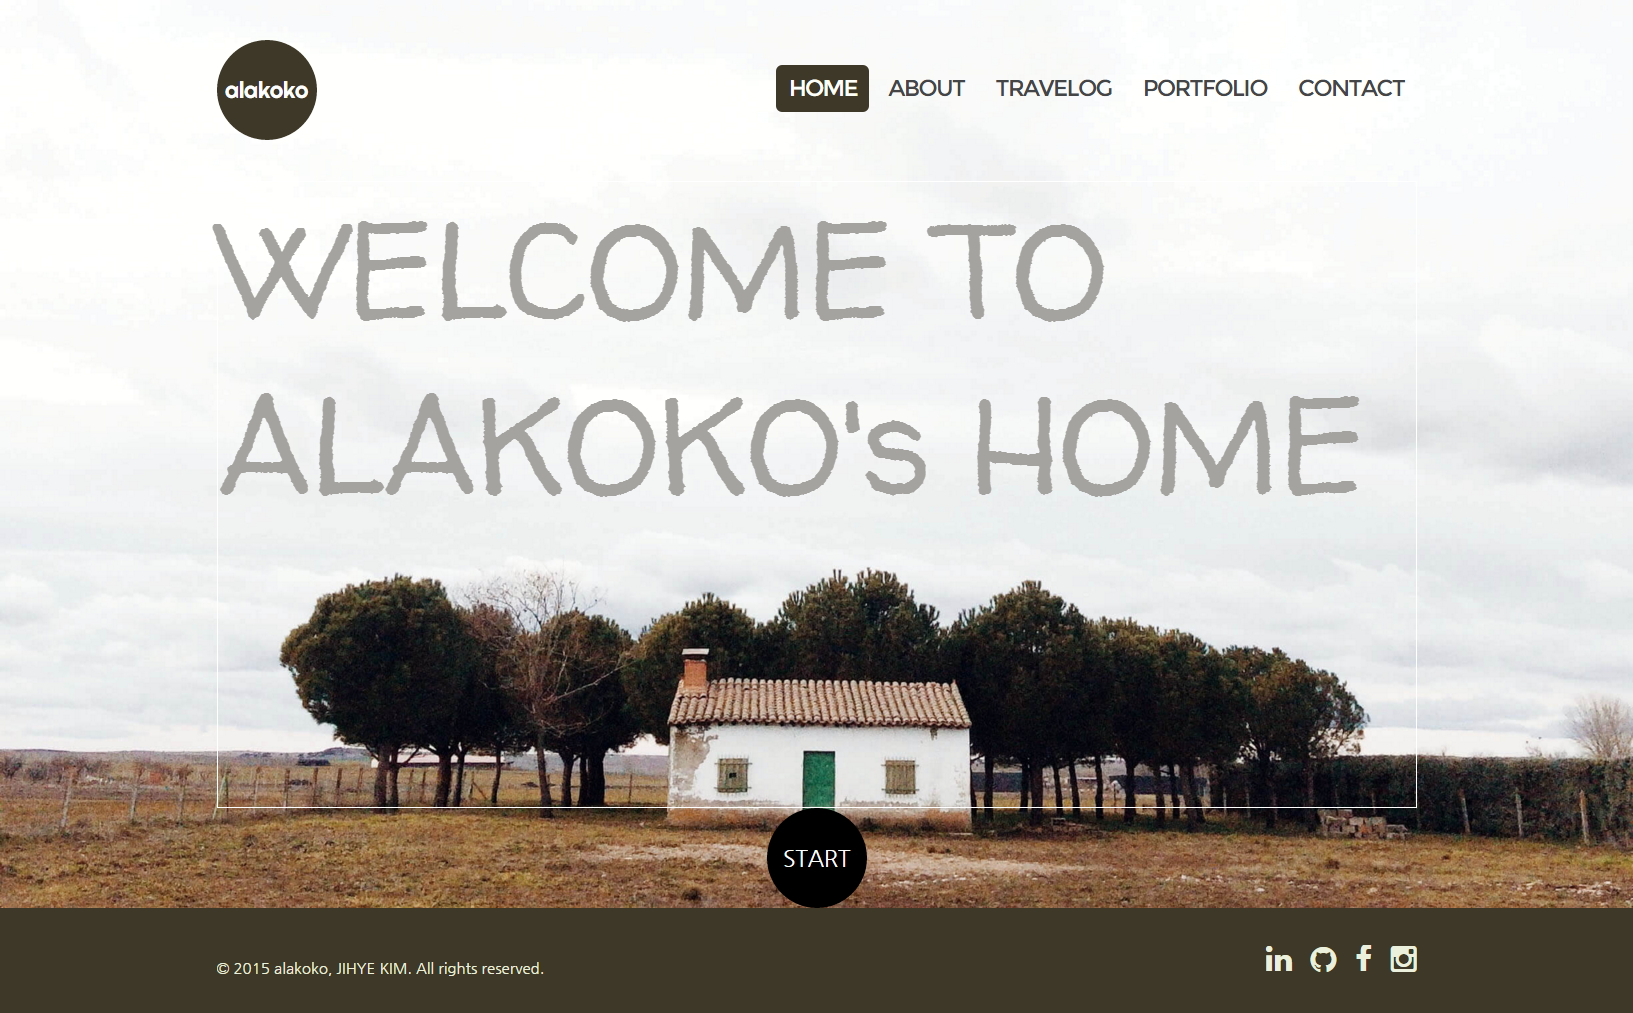 alakoko
HOME ABOUT TRAVELOG PORTFOLIO CONTACT
WELCOME TO
ALAKOKO's HOME
START
© 2015 alakoko, JIHYE KIM. All rights reserved.